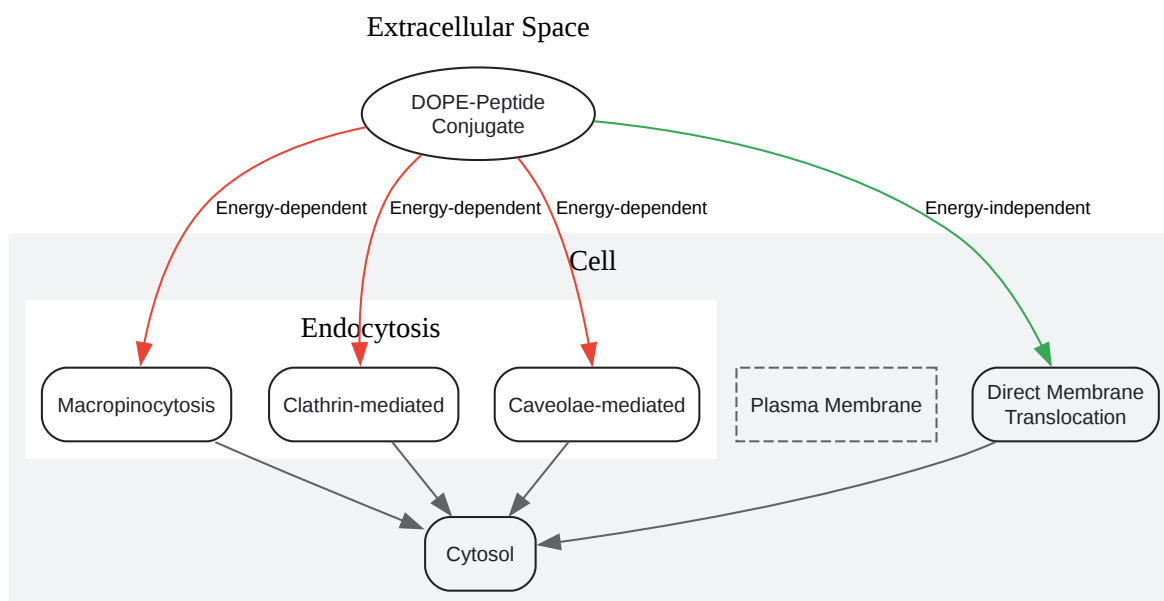 Extracellular Space
DOPE-Peptide
Conjugate
Energy-dependent
Energy-dependent
Energy-dependent
Energy-independent
Cell
Endocytosis
Macropinocytosis
Clathrin-mediated
Caveolae-mediated
Plasma Membrane
Direct Membrane
Translocation
Cytosol